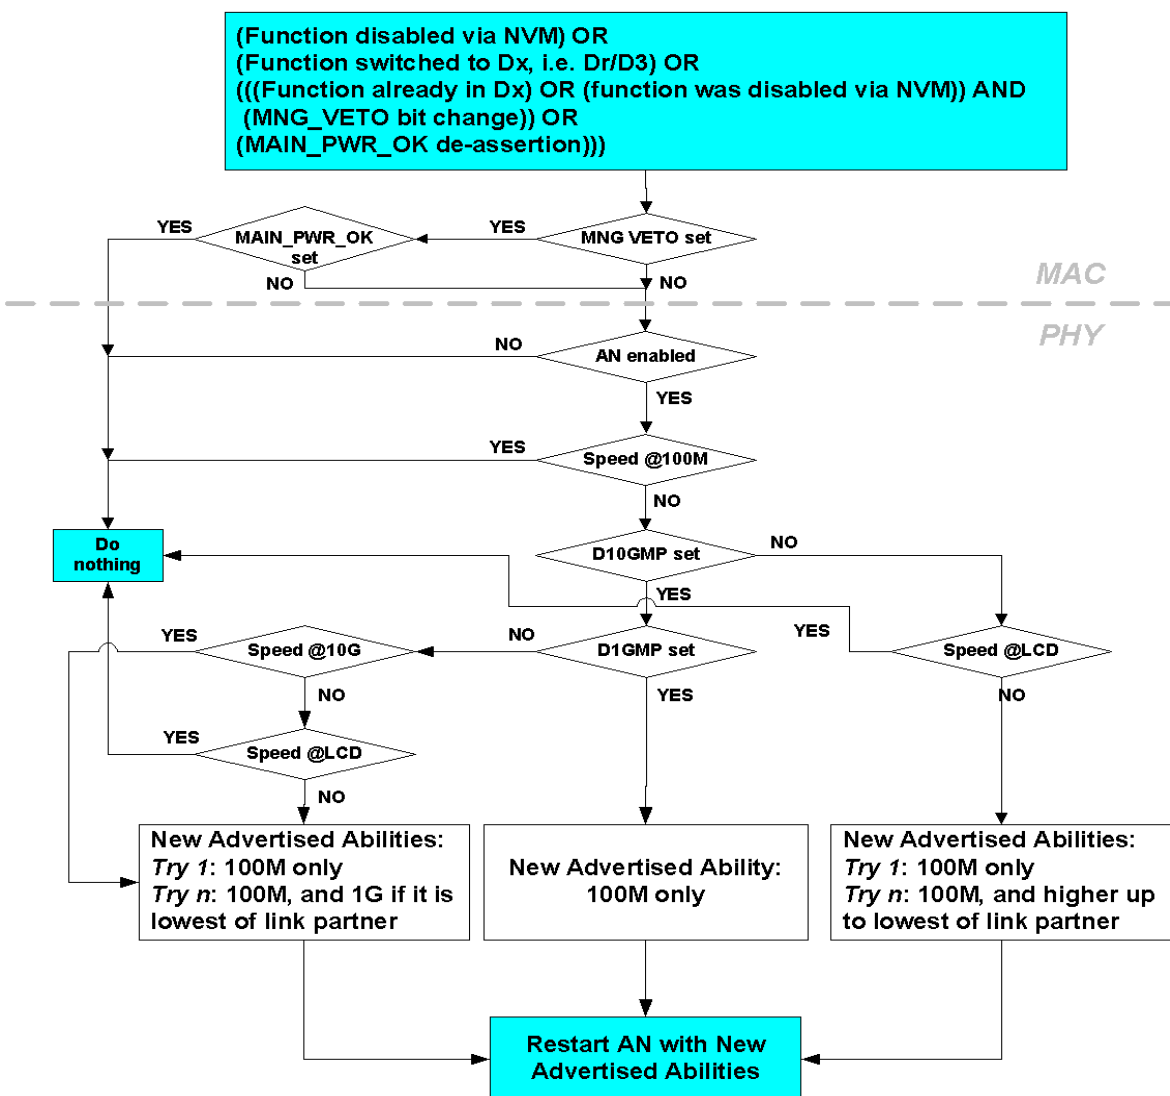 (Function disabled via NVM) OR
(Function switched to Dx, i.e. Dr/D3) OR
(((Function already in Dx) OR (function was disabled via NVM)) AND
(MNG_VETO bit change)) OR
(MAIN_PWR_OK de-assertion)))
YES
MAIN_PWR_OK
set
YES
MNG VETO set
NO
NO
MAC
PHY
NO
AN enabled
YES
YES
Speed @100M
NO
Do
nothing
D10GMP set
NO
YES
YES
Speed @10G
NO
D1GMP set
YES
Speed @LCD
NO
YES
NO
YES
Speed @LCD
NO
New Advertised Abilities:
Try 1: 100M only
Try n: 100M, and 1G if it is
lowest of link partner
New Advertised Ability:
100M only
New Advertised Abilities:
Try 1: 100M only
Try n: 100M, and higher up
to lowest of link partner
Restart AN with New
Advertised Abilities